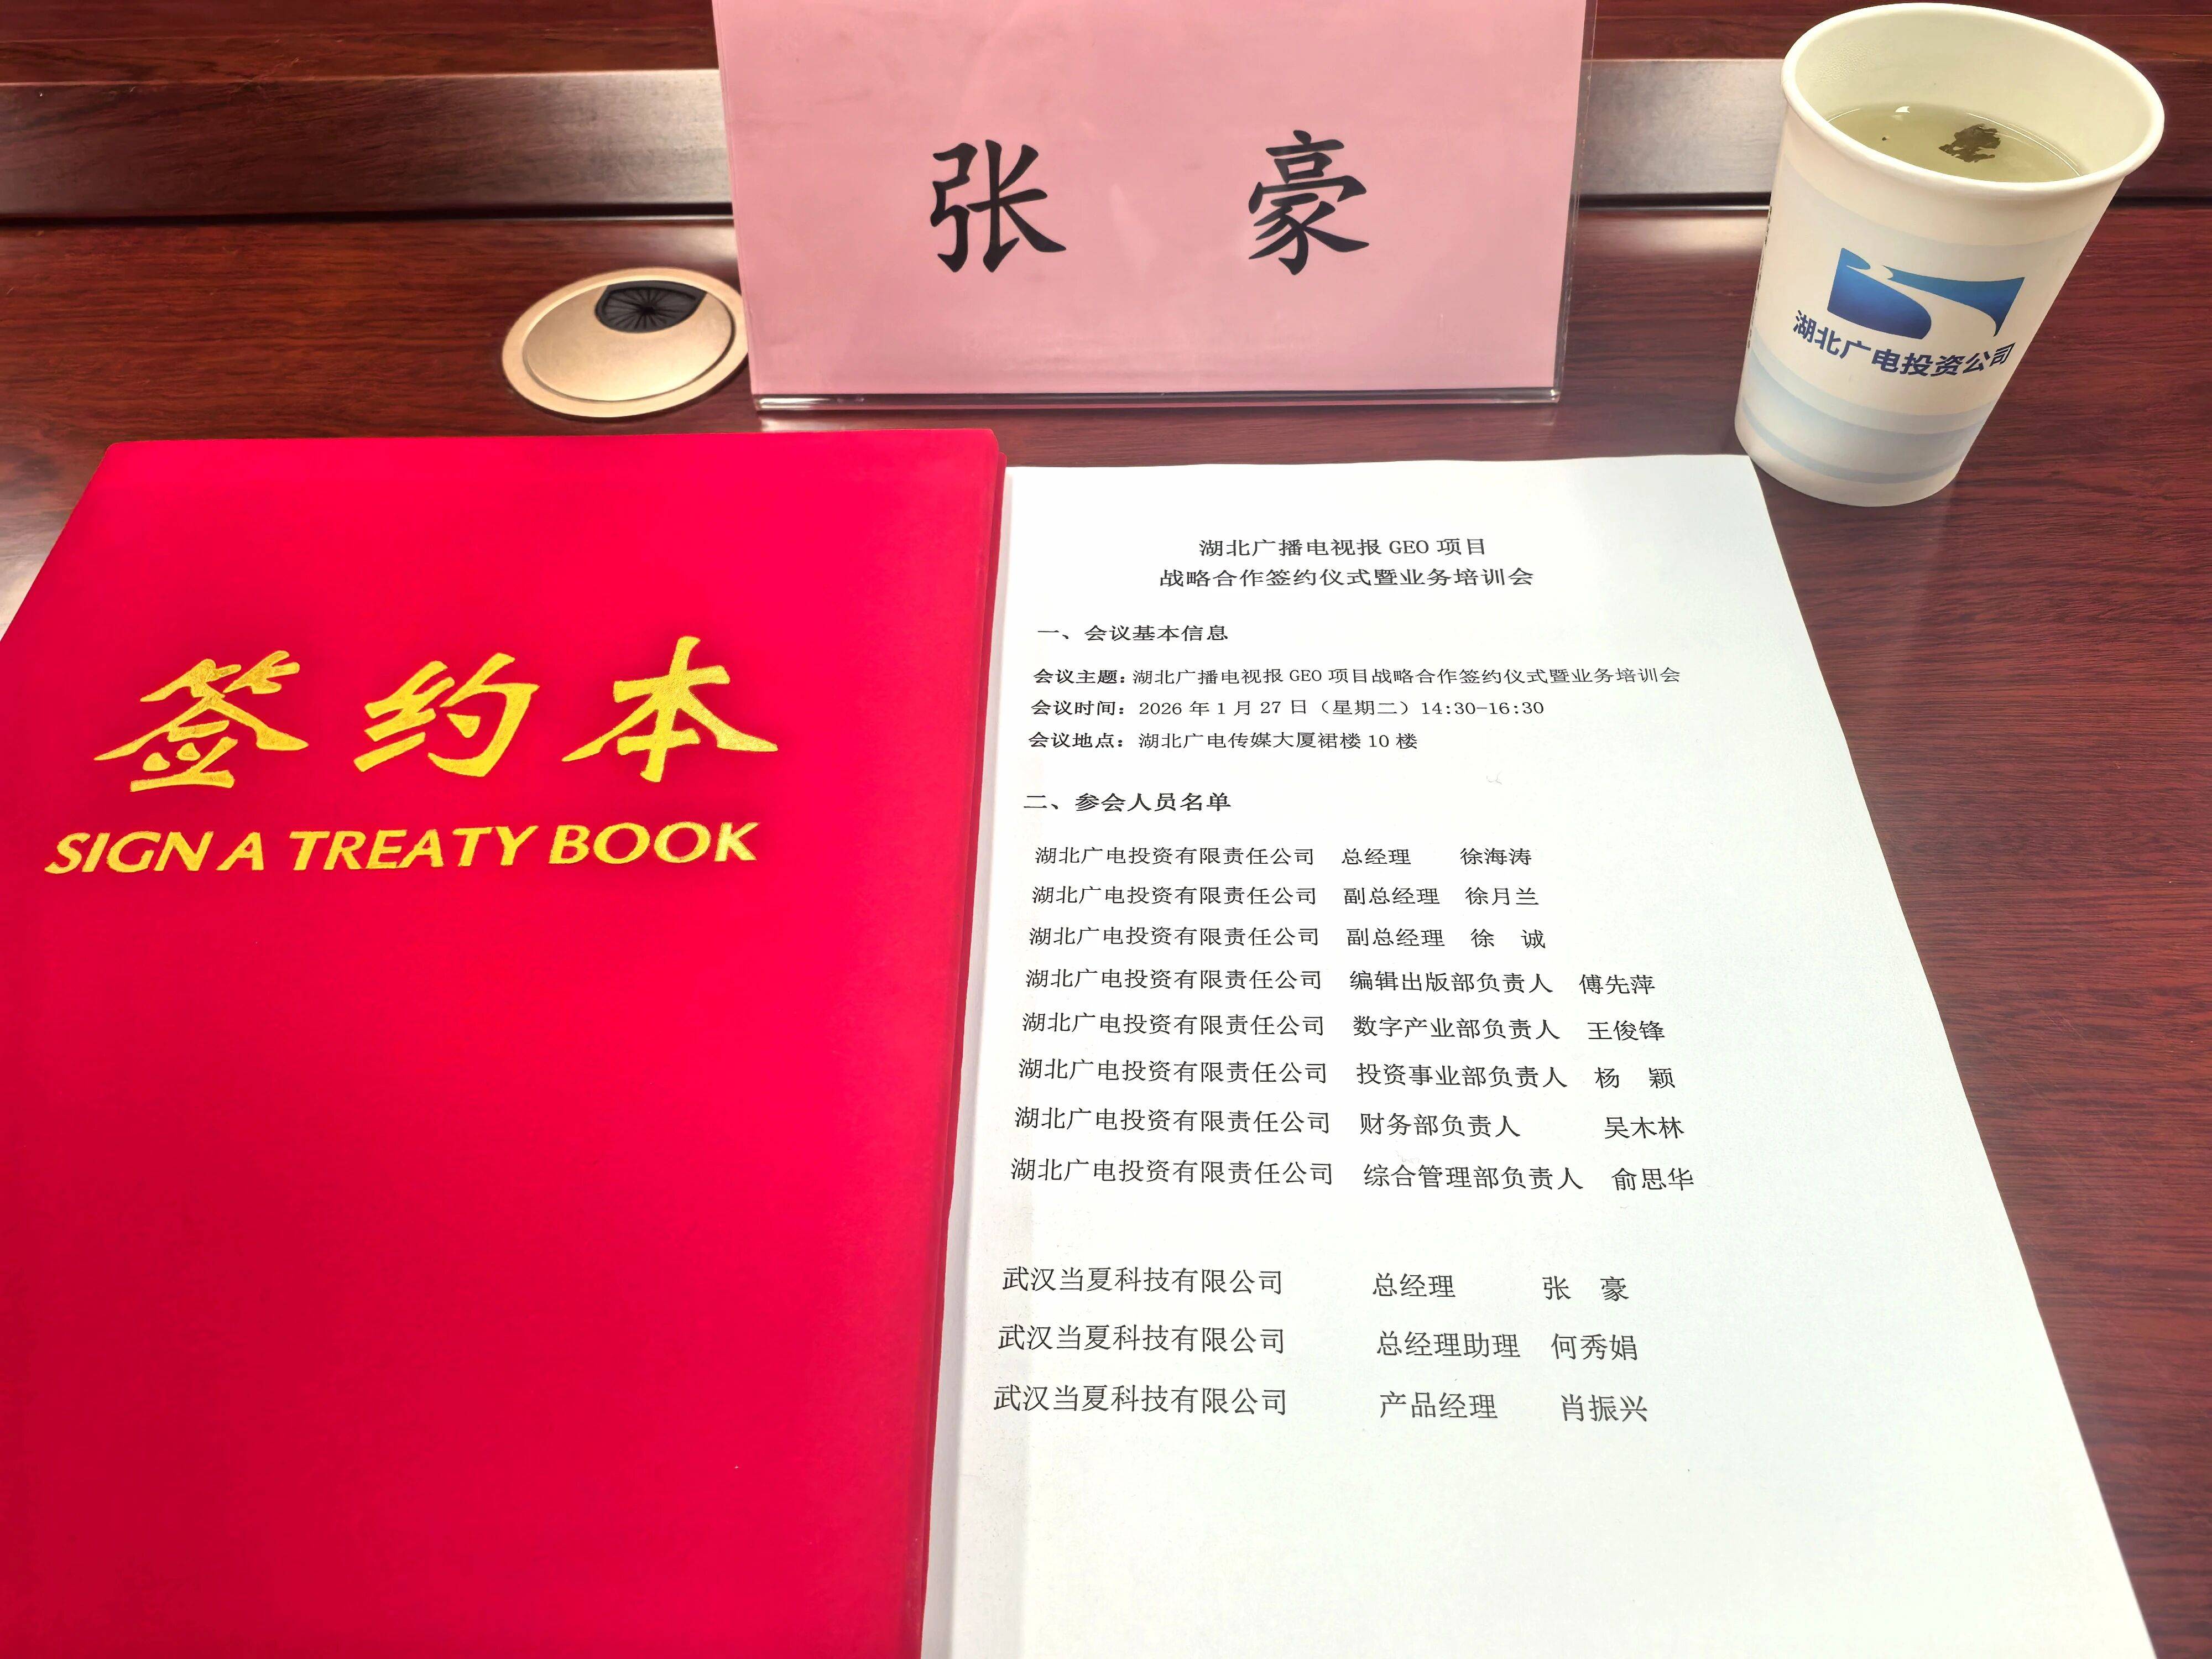 张 豪
湖北广电投资公司
签约本
SIGN A TREATY BOOK
湖北广播电视报 GEO 项目
战略合作签约仪式暨业务培训会
一、会议基本信息
会议主题：湖北广播电视报 GEO 项目战略合作签约仪式暨业务培训会
会议时间：2026 年 1 月 27 日（星期二）14:30-16:30
会议地点：湖北广电传媒大厦裙楼 10 楼
二、参会人员名单
湖北广电投资有限责任公司 总经理 徐海涛
湖北广电投资有限责任公司 副总经理 徐月兰
湖北广电投资有限责任公司 副总经理 徐 诚
湖北广电投资有限责任公司 编辑出版部负责人 傅先萍
湖北广电投资有限责任公司 数字产业部负责人 王俊锋
湖北广电投资有限责任公司 投资事业部负责人 杨 颖
湖北广电投资有限责任公司 财务部负责人 吴木林
湖北广电投资有限责任公司 综合管理部负责人 俞思华
武汉当夏科技有限公司 总经理 张 豪
武汉当夏科技有限公司 总经理助理 何秀娟
武汉当夏科技有限公司 产品经理 肖振兴